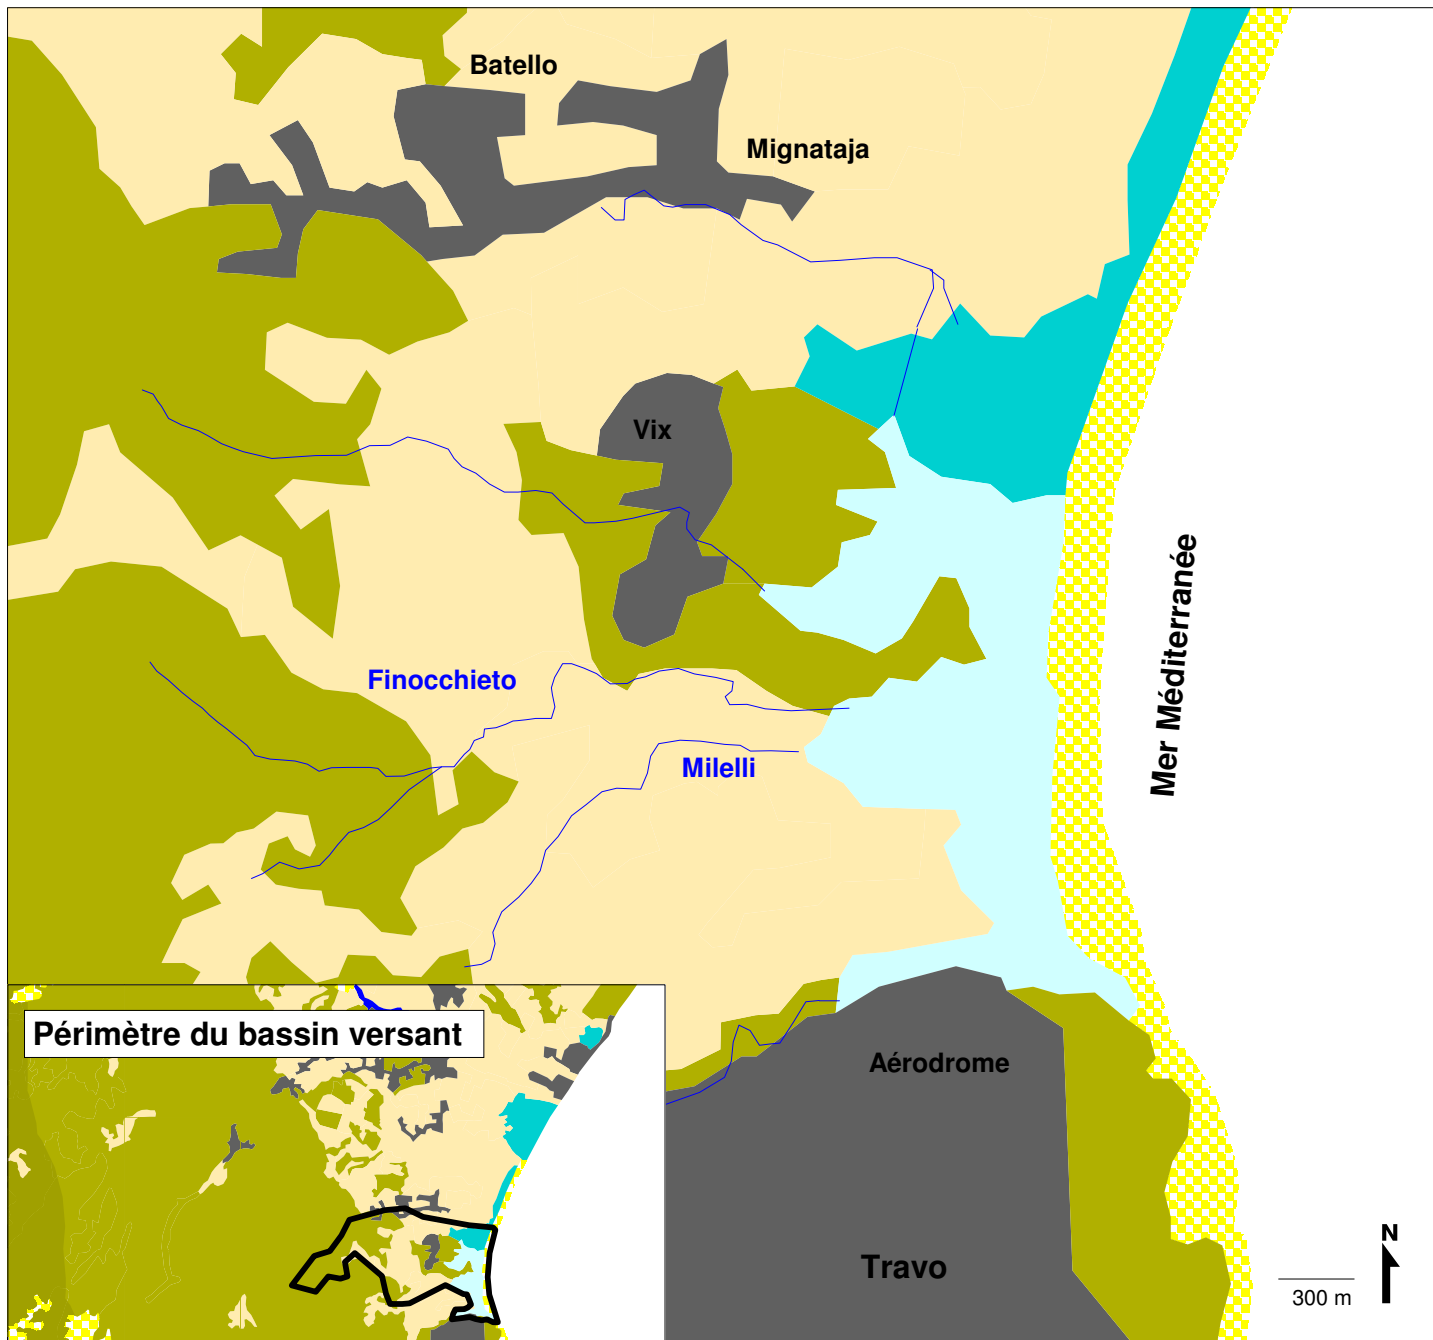 Batello
Mignataja
Vix
Finocchieto
Milelli
Mer Méditerranée
Périmètre du bassin versant
Aérodrome
Travo
N
300 m